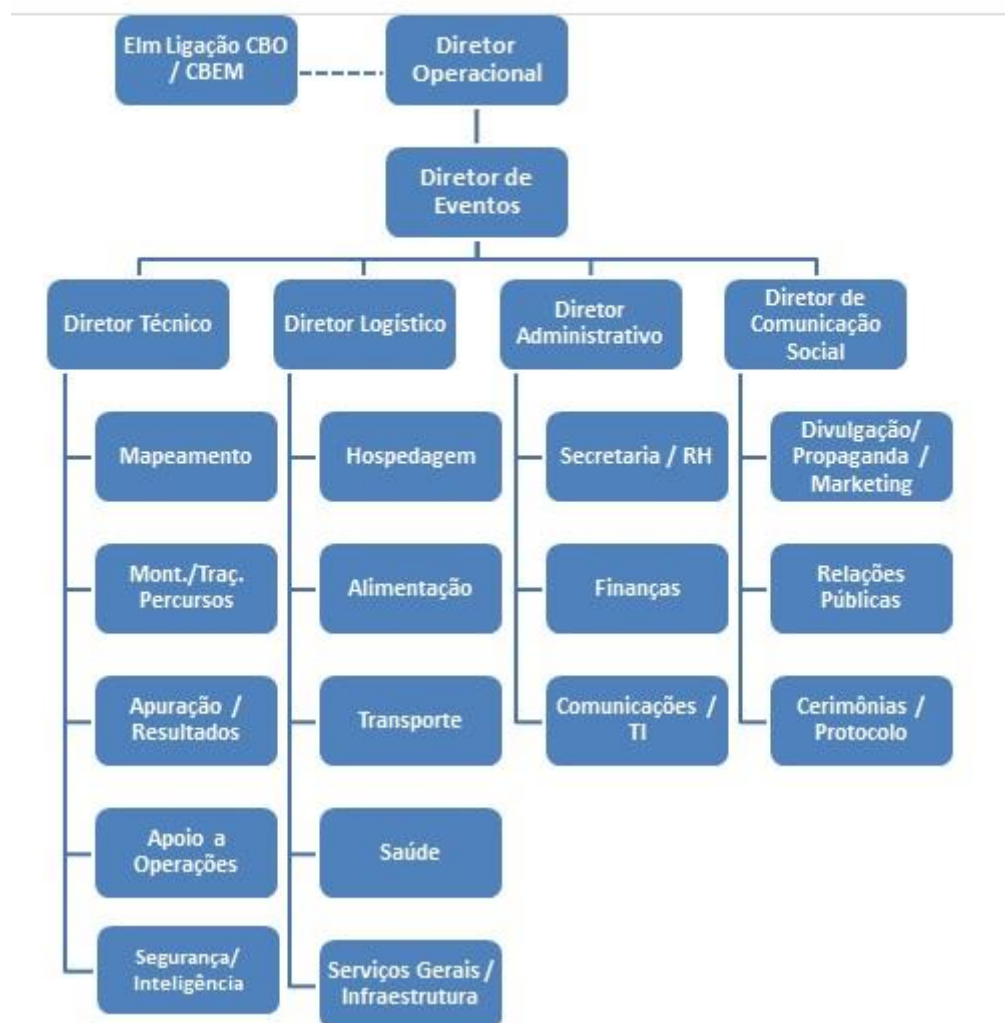 Elm Ligação CBO
/ CBEM
Diretor
Operacional
Diretor de
Eventos
Diretor Técnico
Mapeamento
Mont./Traç.
Percursos
Apuração /
Resultados
Apoio a
Operações
Segurança/
Inteligência
Diretor Logístico
Hospedagem
Alimentação
Transporte
Saúde
Serviços Gerais /
Infraestrutura
Diretor
Administrativo
Secretaria / RH
Finanças
Comunicações /
TI
Diretor de
Comunicação
Social
Divulgação/
Propaganda /
Marketing
Relações
Públicas
Cerimônias /
Protocolo